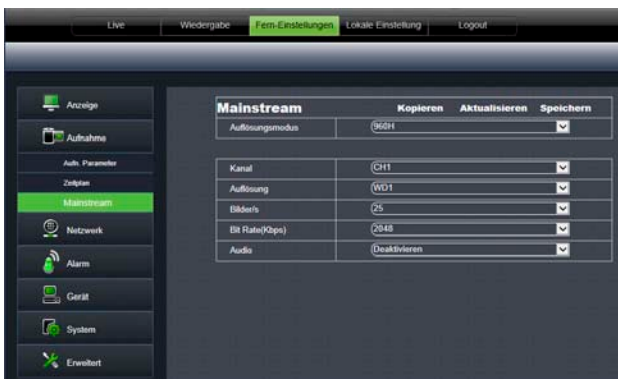 Live Wiedergabe Fern-Einstellungen Lokale Einstellung Logout
Anzeige
Aufnahme
Aufn. Parameter
Zeitplan
Mainstream
Netzwerk
Alarm
Gerät
System
Erweitert
Mainstream Kopieren Aktualisieren Speichern
Auflösungsmodus 960H
Kanal CH1
Auflösung WD1
Bilder/s 25
Bit Rate(Kbps) 2048
Audio Deaktivieren